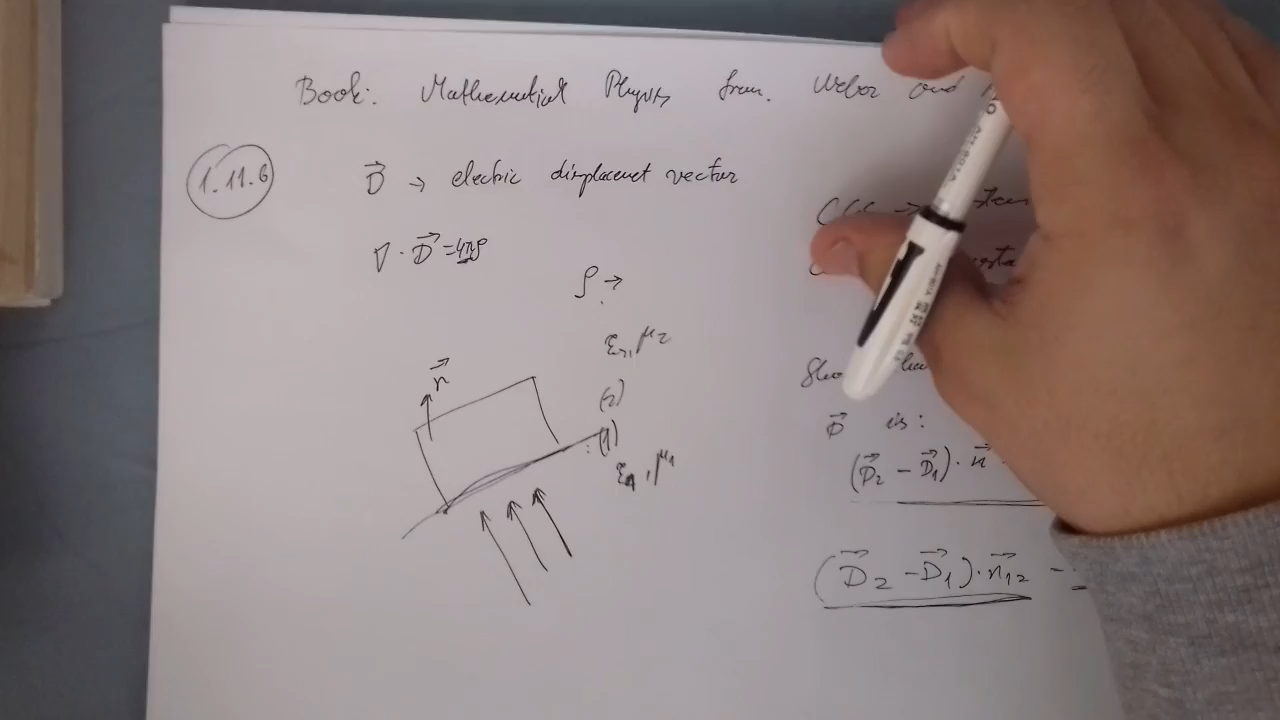 Book: Mathematical Physics from. Weber and
1.11.6
D → electric displacement vector
∇ · D = 4πρ
ρ →
ε₂, μ₂
n
(2)
(1)
ε₁, μ₁
D is:
(D₂ - D₁) · n
(D₂ - D₁) · n₁₂ =